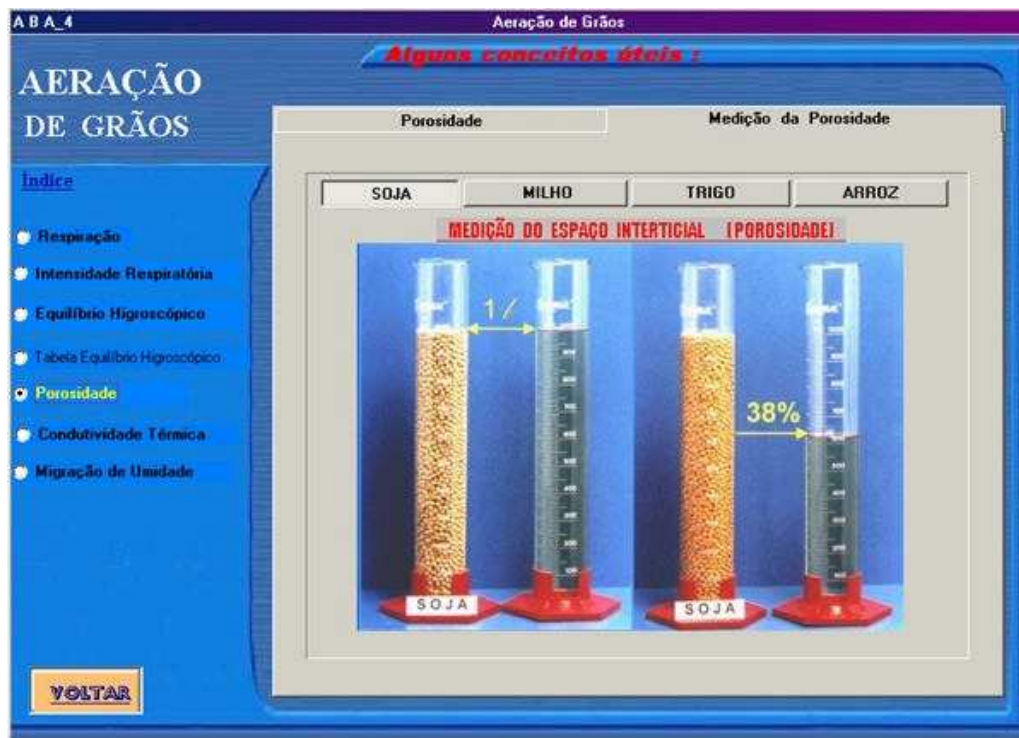 A B A_4
Aeração de Grãos
Alguns conceitos úteis :
AERAÇÃO
DE GRÃOS
Porosidade
Medição da Porosidade
Índice
SOJA
MILHO
TRIGO
ARROZ
MEDIÇÃO DO ESPAÇO INTERTICIAL (POROSIDADE)
Respiração
Intensidade Respiratória
Equilíbrio Higroscópico
Tabela Equilíbrio Higroscópico
Porosidade
Condutividade Térmica
Migração de Umidade
1 /
38%
SOJA
SOJA
VOLTAR